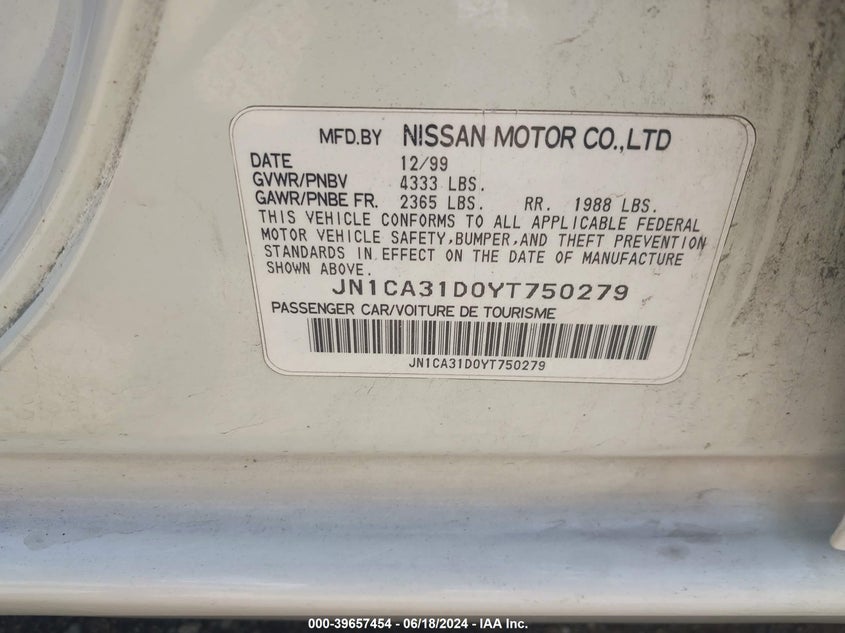 MFD.BY NISSAN MOTOR CO.,LTD
DATE 12/99
GVWR/PNBV 4333 LBS.
GAWR/PNBE FR. 2365 LBS. RR. 1988 LBS.
THIS VEHICLE CONFORMS TO ALL APPLICABLE FEDERAL
MOTOR VEHICLE SAFETY,BUMPER,AND THEFT PREVENTION
STANDARDS IN EFFECT ON THE DATE OF MANUFACTURE
SHOWN ABOVE.
JN1CA31D0YT750279
PASSENGER CAR/VOITURE DE TOURISME
JN1CA31D0YT750279
000-39657454 - 06/18/2024 - IAA Inc.